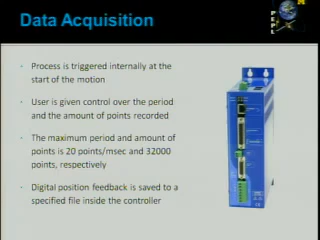 Data Acquisition
PEPL
Process is triggered internally at the
start of the motion
User is given control over the period
and the amount of points recorded
The maximum period and amount of
points is 20 points/msec and 32000
points, respectively
Digital position feedback is saved to a
specified file inside the controller